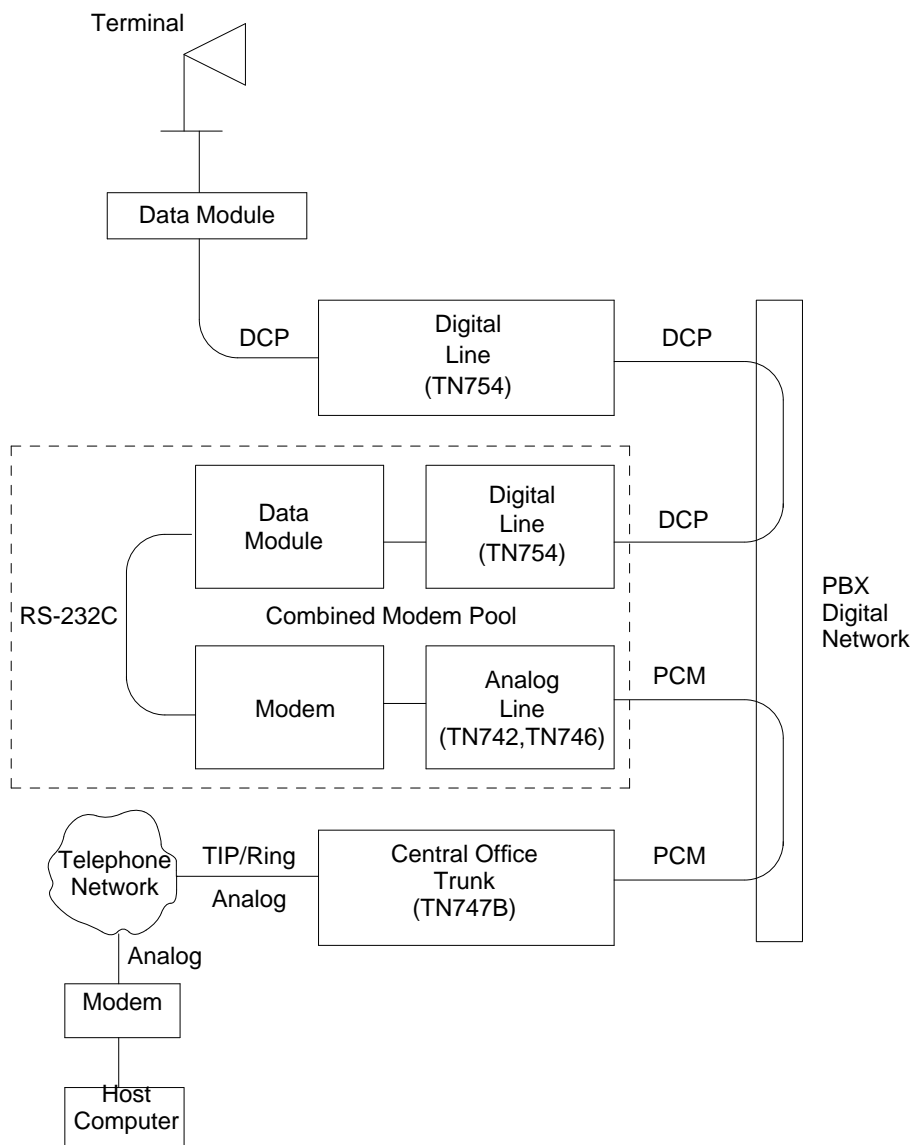 Terminal
Data Module
DCP
Digital
Line
(TN754)
DCP
Data
Module
Digital
Line
(TN754)
DCP
RS-232C
Combined Modem Pool
PBX
Digital
Network
Modem
Analog
Line
(TN742,TN746)
PCM
Telephone
Network
TIP/Ring
Analog
Central Office
Trunk
(TN747B)
PCM
Analog
Modem
Host
Computer